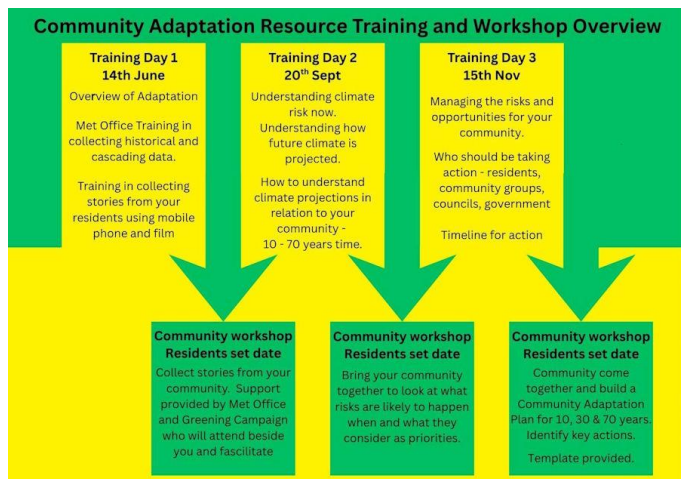 Community Adaptation Resource Training and Workshop Overview
Training Day 1
14th June
Overview of Adaptation
Met Office Training in
collecting historical and
cascading data.
Training in collecting
stories from your
residents using mobile
phone and film
Training Day 2
20th Sept
Understanding climate
risk now.
Understanding how
future climate is
projected.
How to understand
climate projections in
relation to your
community -
10 - 70 years time.
Training Day 3
15th Nov
Managing the risks and
opportunities for your
community.
Who should be taking
action - residents,
community groups,
councils, government
Timeline for action
Community workshop
Residents set date
Collect stories from your
community. Support
provided by Met Office
and Greening Campaign
who will attend beside
you and fascilitate
Community workshop
Residents set date
Bring your community
together to look at what
risks are likely to happen
when and what they
consider as priorities.
Community workshop
Residents set date
Community come
together and build a
Community Adaptation
Plan for 10, 30 & 70 years.
Identify key actions.
Template provided.